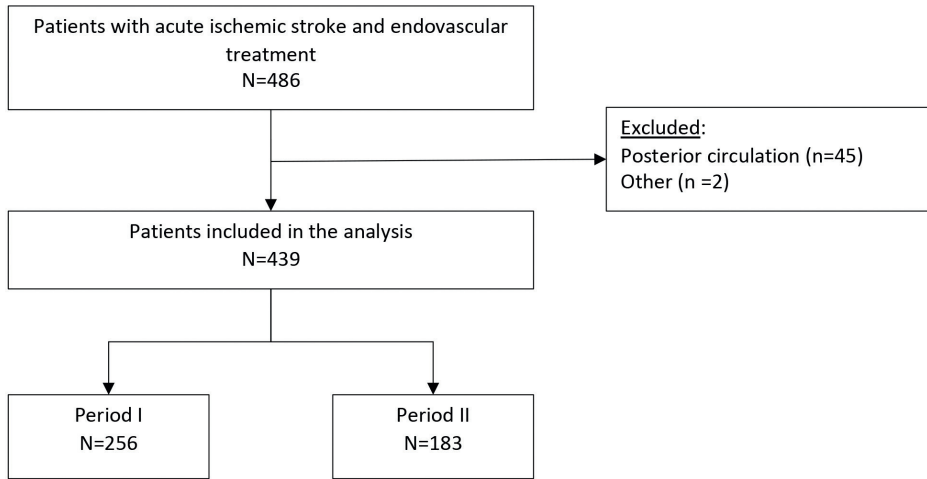 Patients with acute ischemic stroke and endovascular
treatment
N=486
Excluded:
Posterior circulation (n=45)
Other (n =2)
Patients included in the analysis
N=439
Period I
N=256
Period II
N=183